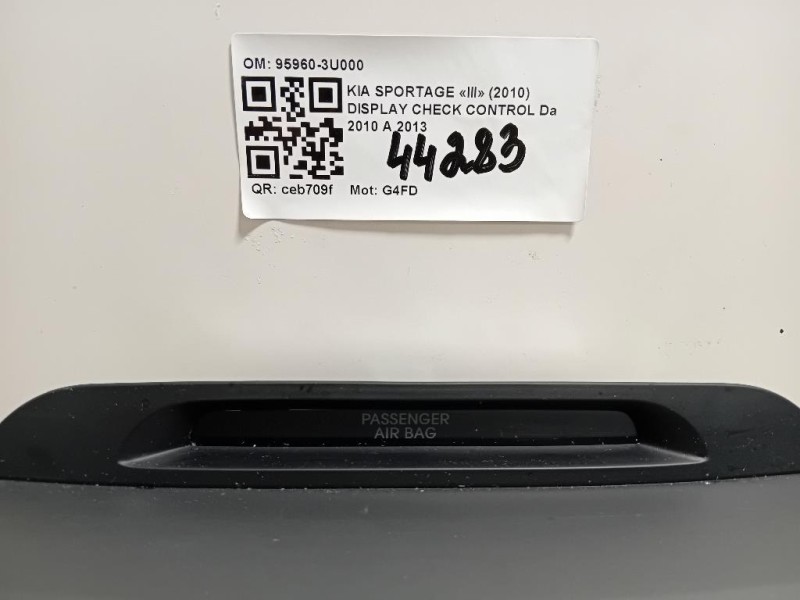 OM: 95960-3U000
KIA SPORTAGE «III» (2010)
DISPLAY CHECK CONTROL Da
2010 A 2013
44283
QR: ceb709f Mot: G4FD
PASSENGER
AIR BAG